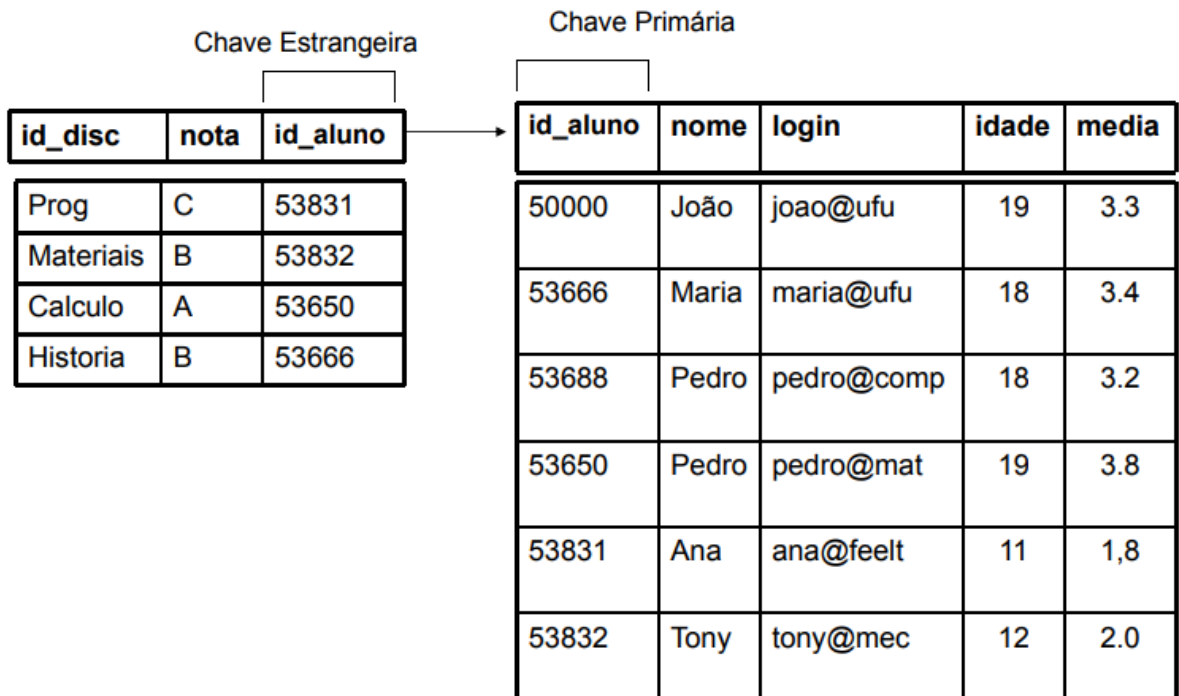 Chave Estrangeira
Chave Primária
id_disc nota id_aluno
Prog C 53831
Materiais B 53832
Calculo A 53650
Historia B 53666
id_aluno nome login idade media
50000 João joao@ufu 19 3.3
53666 Maria maria@ufu 18 3.4
53688 Pedro pedro@comp 18 3.2
53650 Pedro pedro@mat 19 3.8
53831 Ana ana@feelt 11 1,8
53832 Tony tony@mec 12 2.0